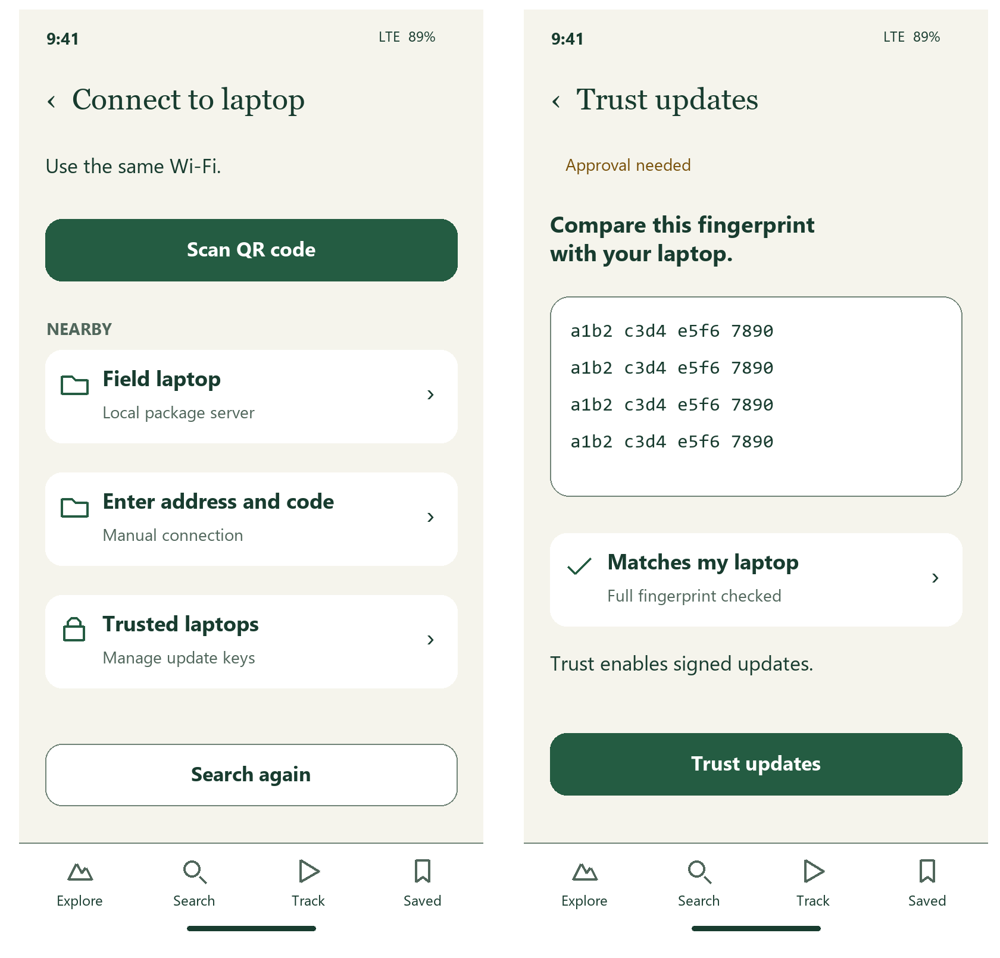 9:41
LTE 89%
‹ Connect to laptop
Use the same Wi-Fi.
Scan QR code
NEARBY
Field laptop
Local package server
›
Enter address and code
Manual connection
›
Trusted laptops
Manage update keys
›
Search again
Explore
Search
Track
Saved
9:41
LTE 89%
‹ Trust updates
Approval needed
Compare this fingerprint
with your laptop.
a1b2 c3d4 e5f6 7890
a1b2 c3d4 e5f6 7890
a1b2 c3d4 e5f6 7890
a1b2 c3d4 e5f6 7890
Matches my laptop
Full fingerprint checked
›
Trust enables signed updates.
Trust updates
Explore
Search
Track
Saved